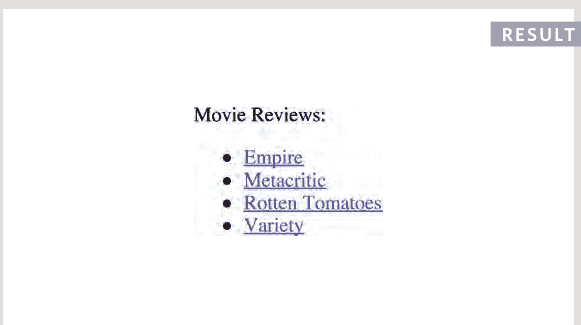 RESULT
Movie Reviews:
Empire
Metacritic
Rotten Tomatoes
Variety